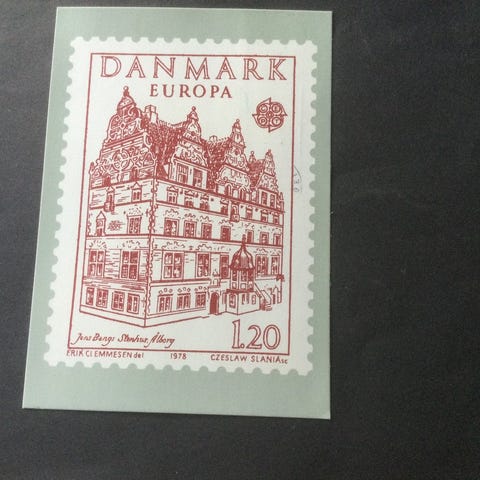 DANMARK
EUROPA
1.20
Jens Bangs Stenhus, Ålborg
ERIK CLEMMESEN del 1978 CZESLAW SLANIA sc